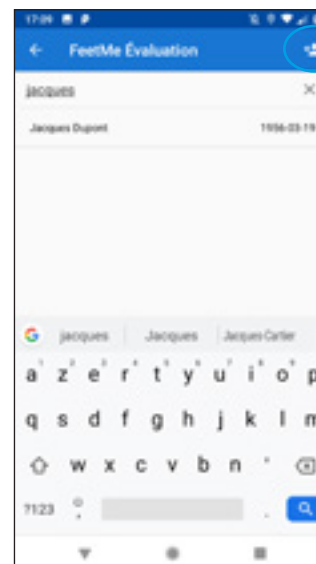 17:09
FeetMe Évaluation
jacques
Jacques Dupont 1956-03-19
jacques Jacques Jacques Cartier
a z e r t y u i o p
q s d f g h j k l m
w x c v b n '
?123 , .